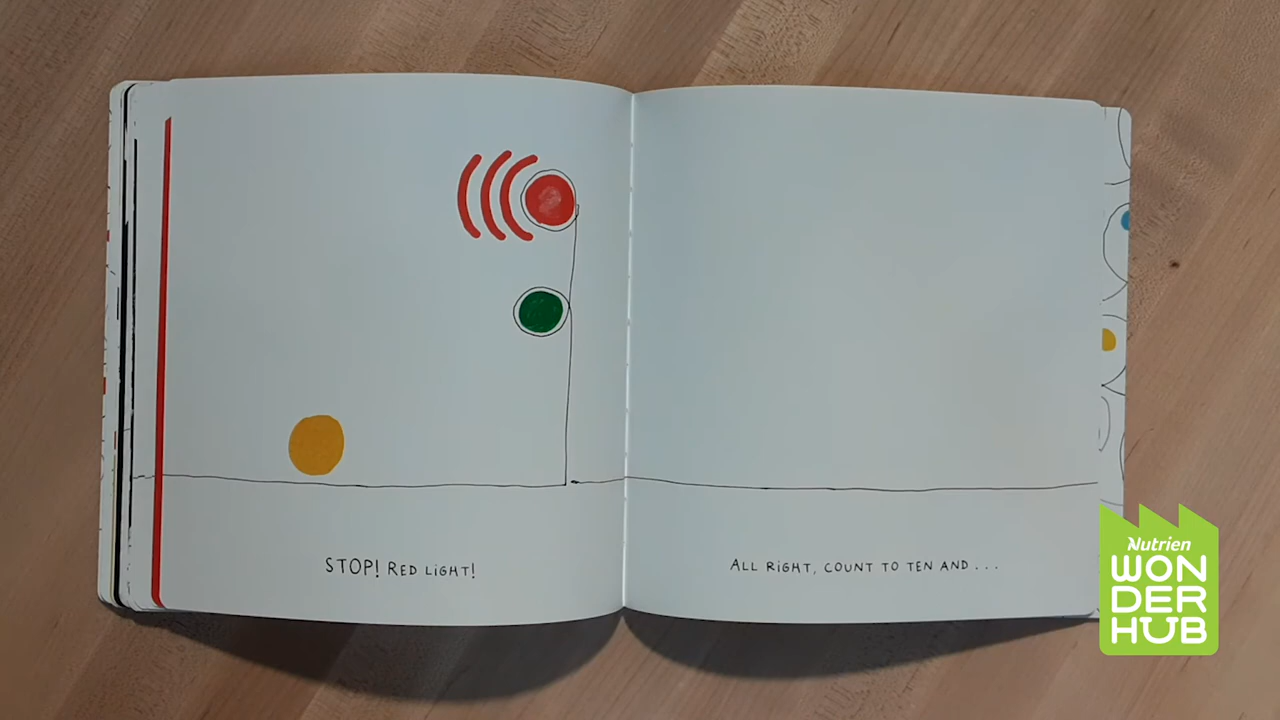 STOP! RED LIGHT!
ALL RIGHT, COUNT TO TEN AND...
Nutrien
WON
DER
HUB